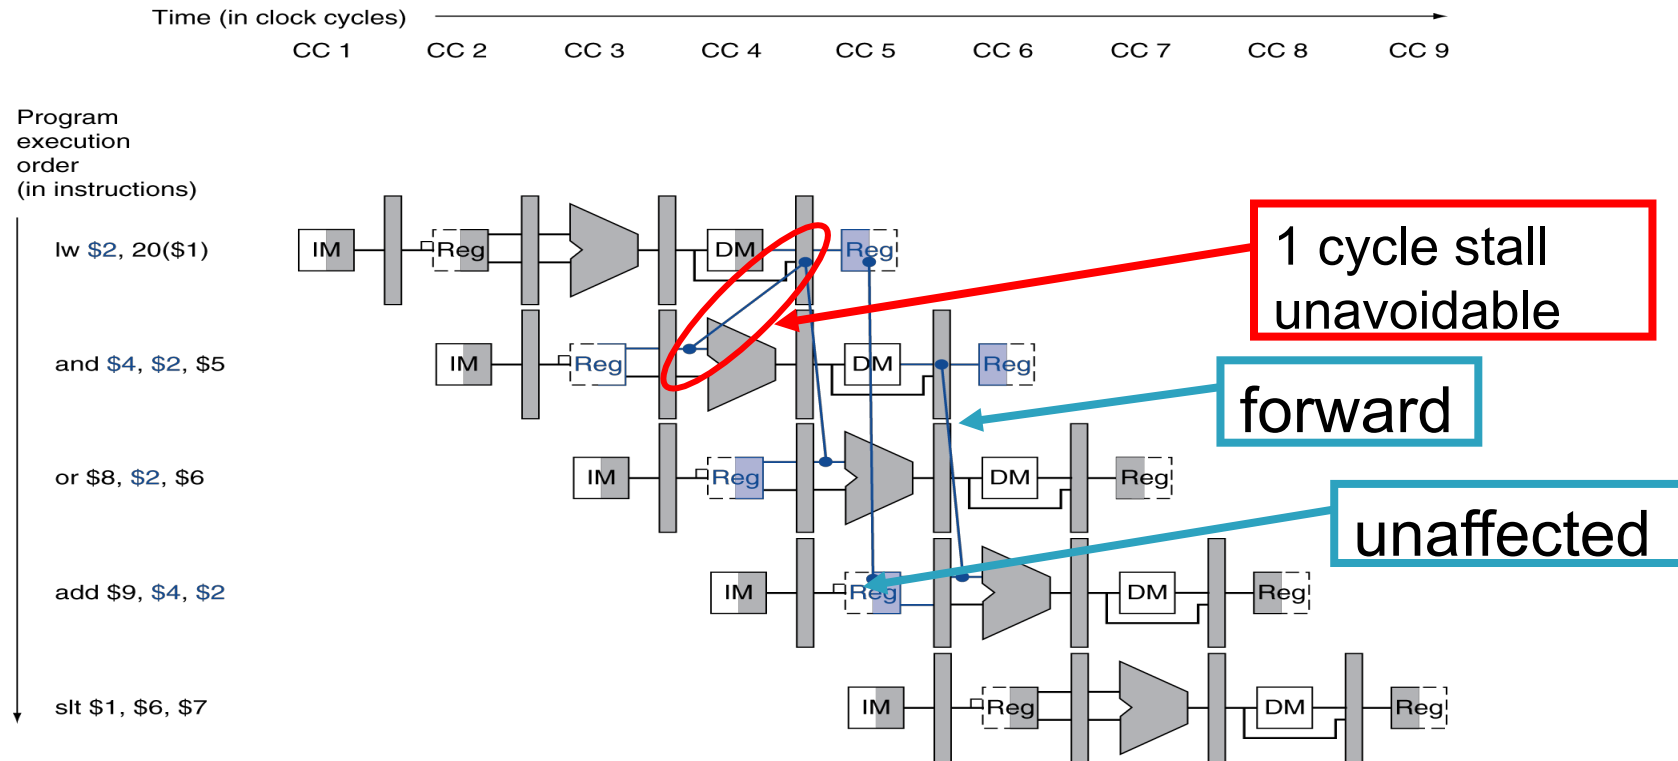 Time (in clock cycles)
CC 1 CC 2 CC 3 CC 4 CC 5 CC 6 CC 7 CC 8 CC 9
Program
execution
order
(in instructions)
lw $2, 20($1)
IM Reg DM Reg
1 cycle stall
unavoidable
and $4, $2, $5
IM Reg DM Reg
forward
or $8, $2, $6
IM Reg DM Reg
unaffected
add $9, $4, $2
IM Reg DM Reg
slt $1, $6, $7
IM Reg DM Reg